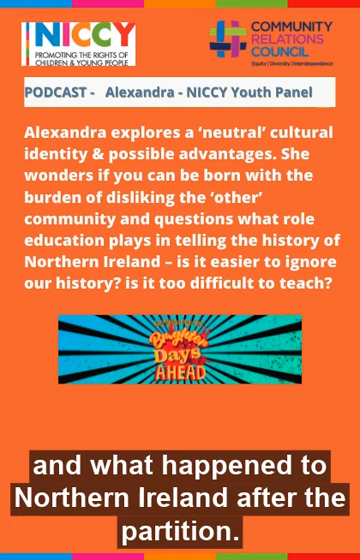 NICCY
PROMOTING THE RIGHTS OF
CHILDREN & YOUNG PEOPLE
COMMUNITY
RELATIONS
COUNCIL
Equity | Diversity | Interdependence
PODCAST - Alexandra - NICCY Youth Panel
Alexandra explores a ‘neutral’ cultural
identity & possible advantages. She
wonders if you can be born with the
burden of disliking the ‘other’
community and questions what role
education plays in telling the history of
Northern Ireland – is it easier to ignore
our history? is it too difficult to teach?
Brighter
Days
AHEAD
and what happened to
Northern Ireland after the
partition.